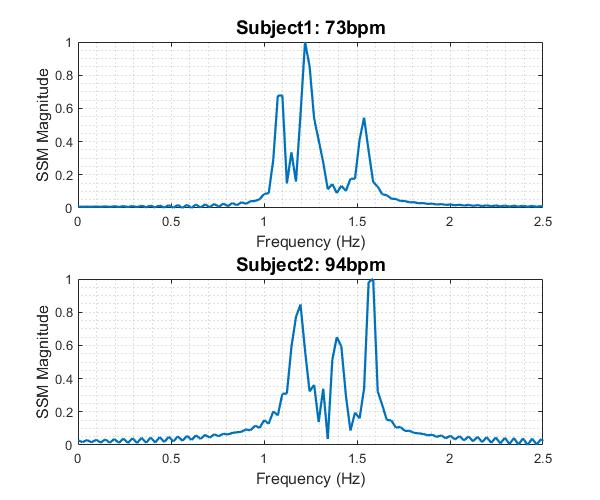 Subject1: 73bpm
1
0.8
0.6
0.4
0.2
0
SSM Magnitude
0 0.5 1 1.5 2 2.5
Frequency (Hz)
Subject2: 94bpm
1
0.8
0.6
0.4
0.2
0
SSM Magnitude
0 0.5 1 1.5 2 2.5
Frequency (Hz)